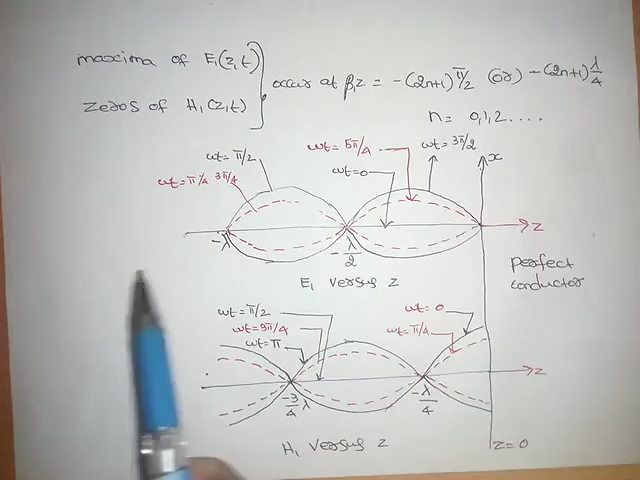 maxima of E₁(z,t)
zeros of H₁(z,t)
occur at β₁z = -(2n+1) π/2 (or) -(2n+1) λ/4
n = 0,1,2....
ωt = π/2
ωt = 5π/4
ωt = 3π/2
x
ωt = π/4 3π/4
ωt = 0
z
-λ
-λ/2
E₁ versus z
perfect conductor
ωt = π/2
ωt = 0
ωt = 3π/4
ωt = π/4
ωt = π
z
-3/4 λ
-λ/4
H₁ versus z
z = 0